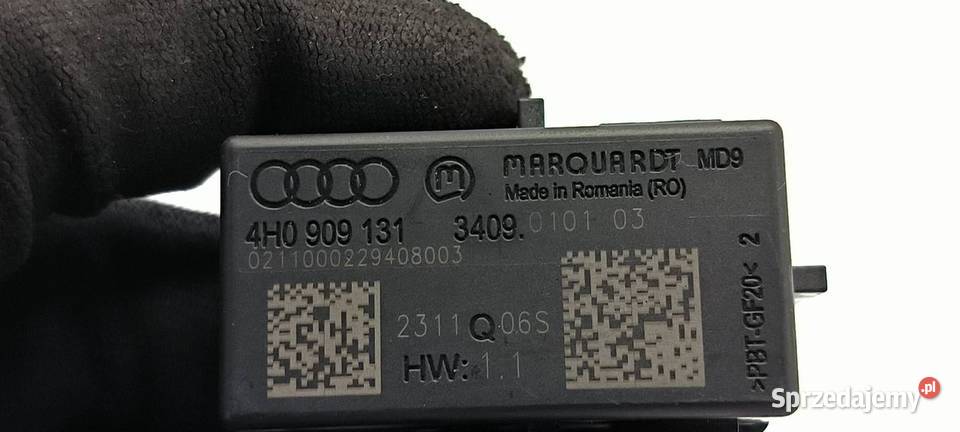 M MARQUARDT MD9
Made in Romania (RO)
4H0 909 131 3409.0101 03
0211000229408003
2311 Q 06S
HW: 1.1
>PBT-GF20< 2
Sprzedajemy.pl